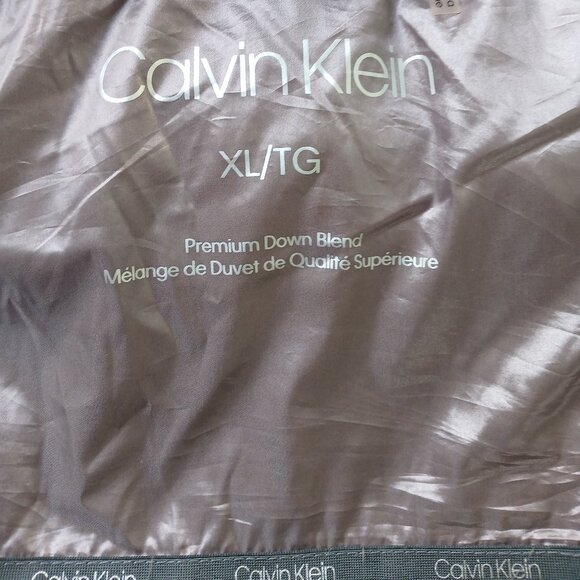 Calvin Klein
XL/TG
Premium Down Blend
Mélange de Duvet de Qualité Supérieure
Calvin Klein Calvin Klein Calvin Klein